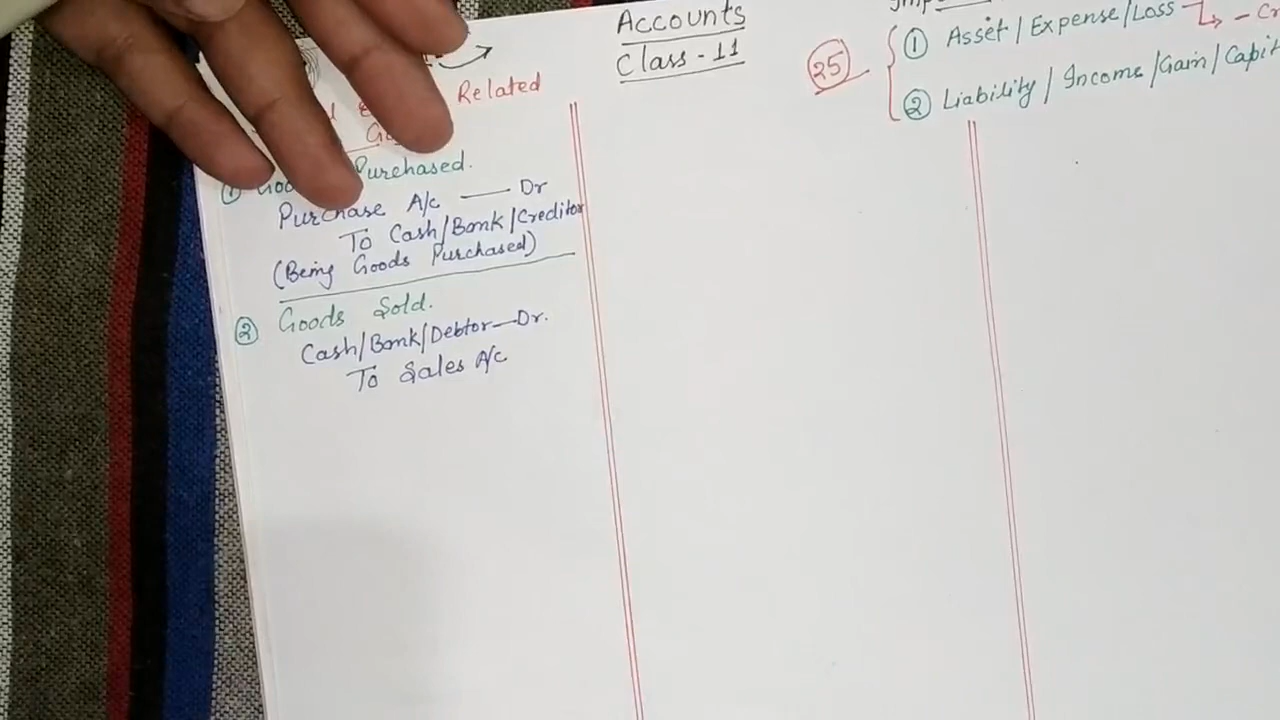 Accounts
Class - 11
Related
① Purchased.
Purchase A/c —— Dr
To Cash/Bank/Creditor
(Being Goods Purchased)
② Goods Sold.
Cash/Bank/Debtor—Dr.
To Sales A/c
25
① Asset/Expense/Loss
② Liability/Income/Gain/